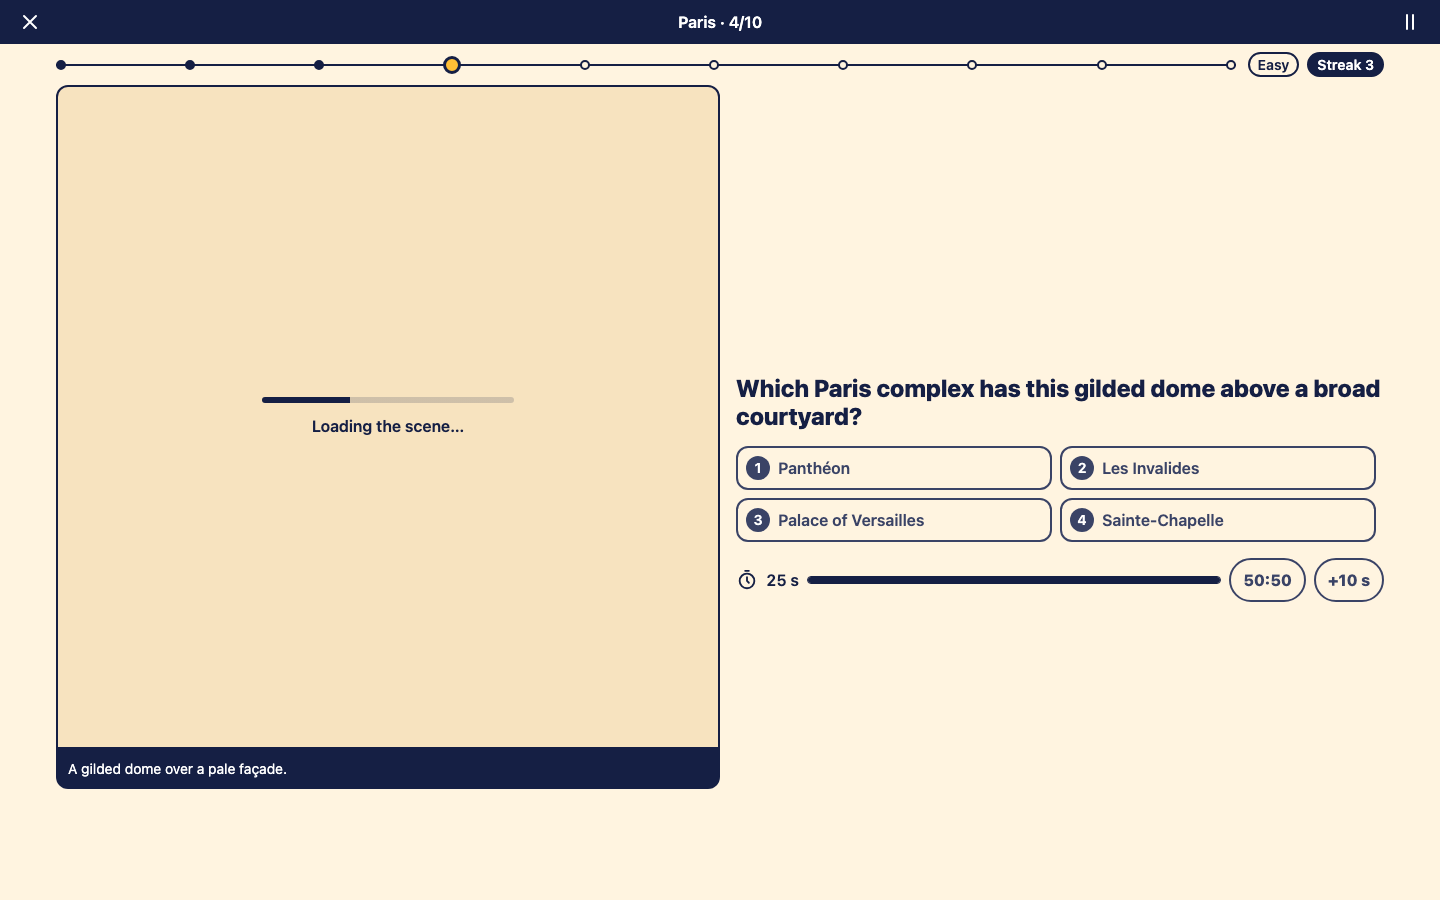 Paris · 4/10
Easy
Streak 3
Loading the scene...
A gilded dome over a pale façade.
Which Paris complex has this gilded dome above a broad
courtyard?
1 Panthéon
2 Les Invalides
3 Palace of Versailles
4 Sainte-Chapelle
25 s
50:50
+10 s